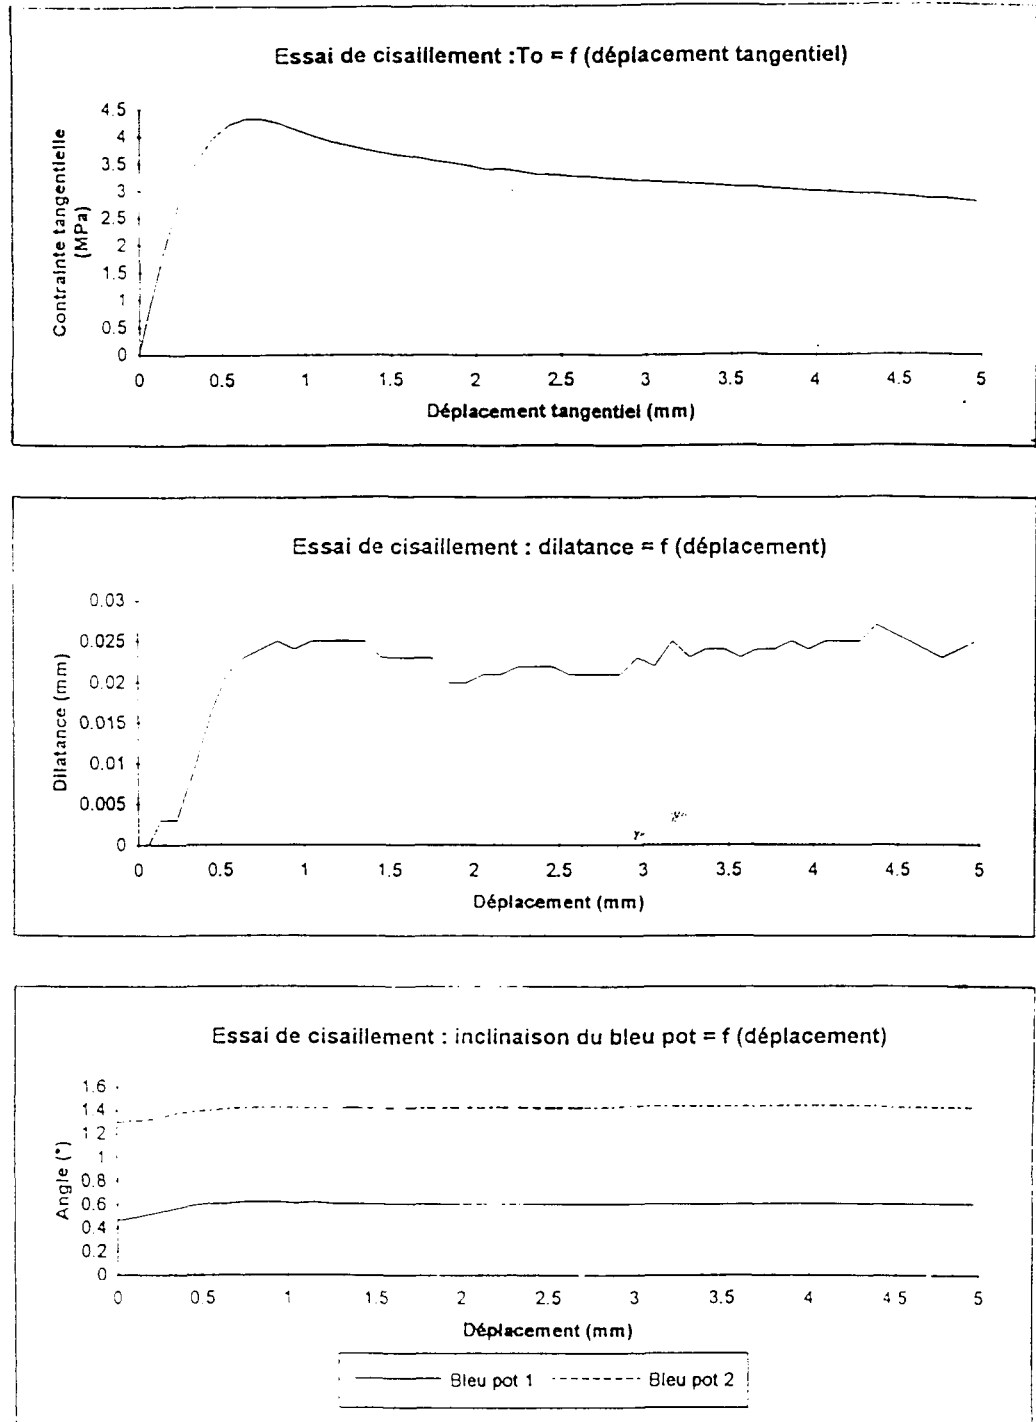 Essai de cisaillement :To = f (déplacement tangentiel)
Contrainte tangentielle
(MPa)
4.5
4
3.5
3
2.5
2
1.5
1
0.5
0
0 0.5 1 1.5 2 2.5 3 3.5 4 4.5 5
Déplacement tangentiel (mm)
Essai de cisaillement : dilatance = f (déplacement)
Dilatance (mm)
0.03
0.025
0.02
0.015
0.01
0.005
0
0 0.5 1 1.5 2 2.5 3 3.5 4 4.5 5
Déplacement (mm)
Essai de cisaillement : inclinaison du bleu pot = f (déplacement)
Angle (°)
1.6
1.4
1 2
1
0.8
0.6
0.4
0.2
0
0 0.5 1 1.5 2 2.5 3 3.5 4 4 5 5
Déplacement (mm)
Bleu pot 1 Bleu pot 2